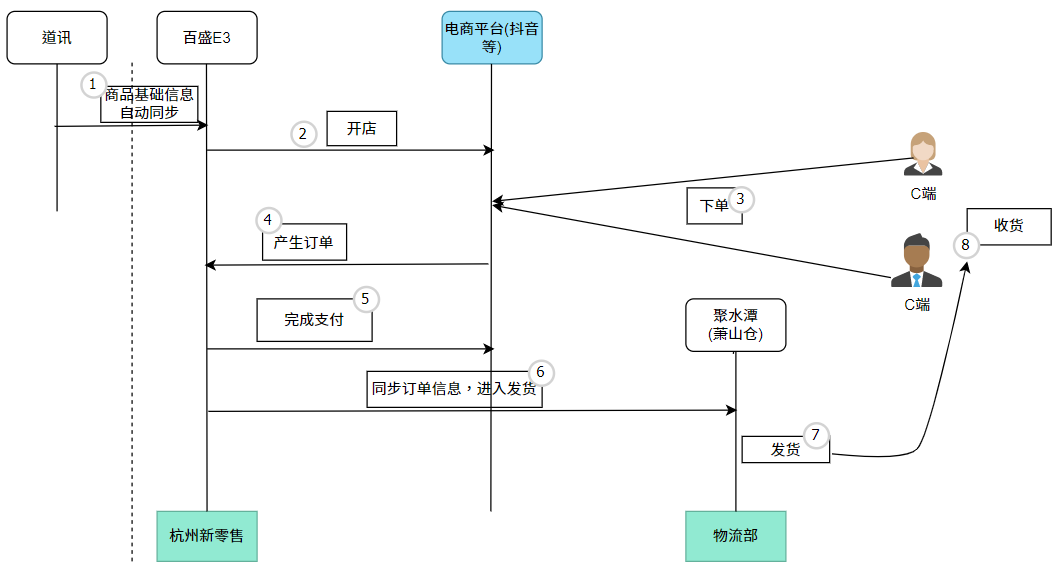 道讯
百盛E3
电商平台(抖音
等)
1
商品基础信息
自动同步
2
开店
3
下单
C端
4
产生订单
8
收货
C端
5
完成支付
聚水潭
(萧山仓)
6
同步订单信息，进入发货
7
发货
杭州新零售
物流部